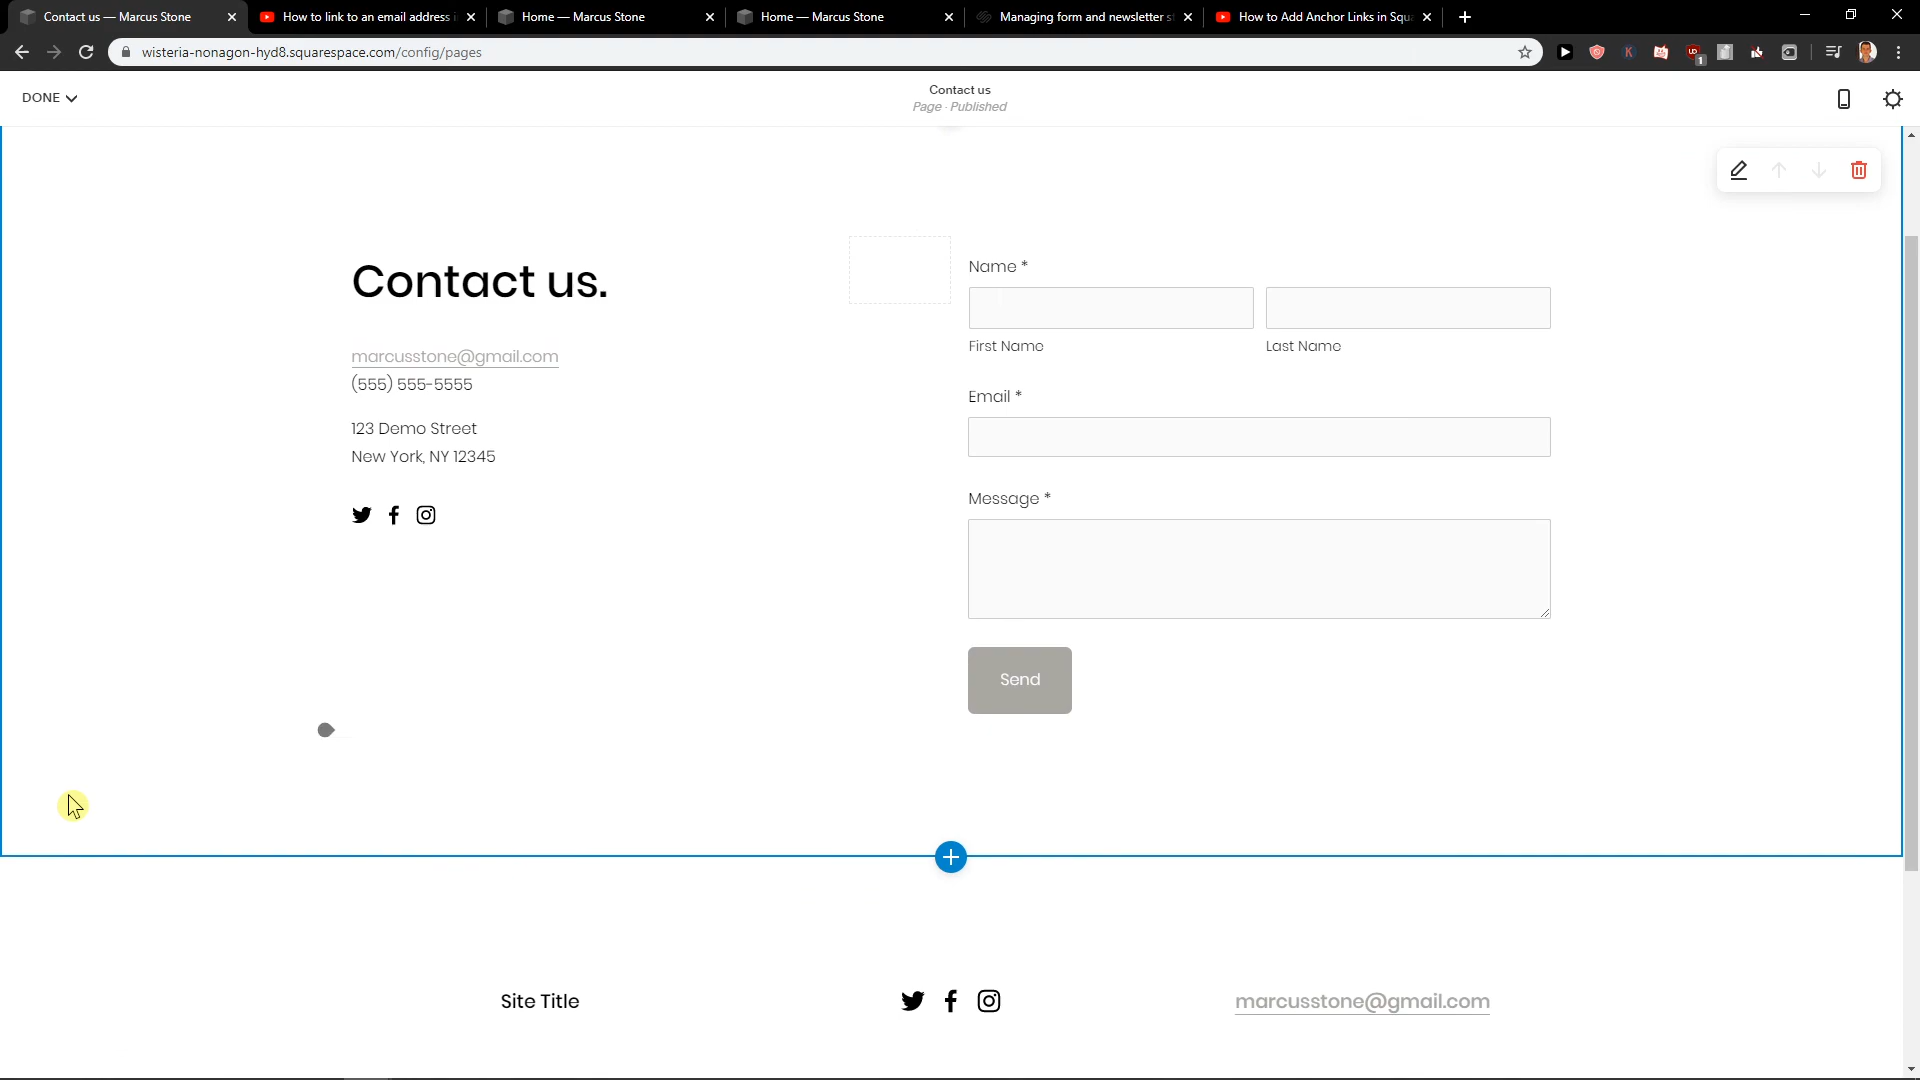 Contact us — Marcus Stone
How to link to an email address i
Home — Marcus Stone
Home — Marcus Stone
Managing form and newsletter s
How to Add Anchor Links in Squa
wisteria-nonagon-hyd8.squarespace.com/config/pages
1
DONE
Contact us
Page · Published
Contact us.
marcusstone@gmail.com
(555) 555-5555
123 Demo Street
New York, NY 12345
Name *
First Name
Last Name
Email *
Message *
Send
Site Title
marcusstone@gmail.com